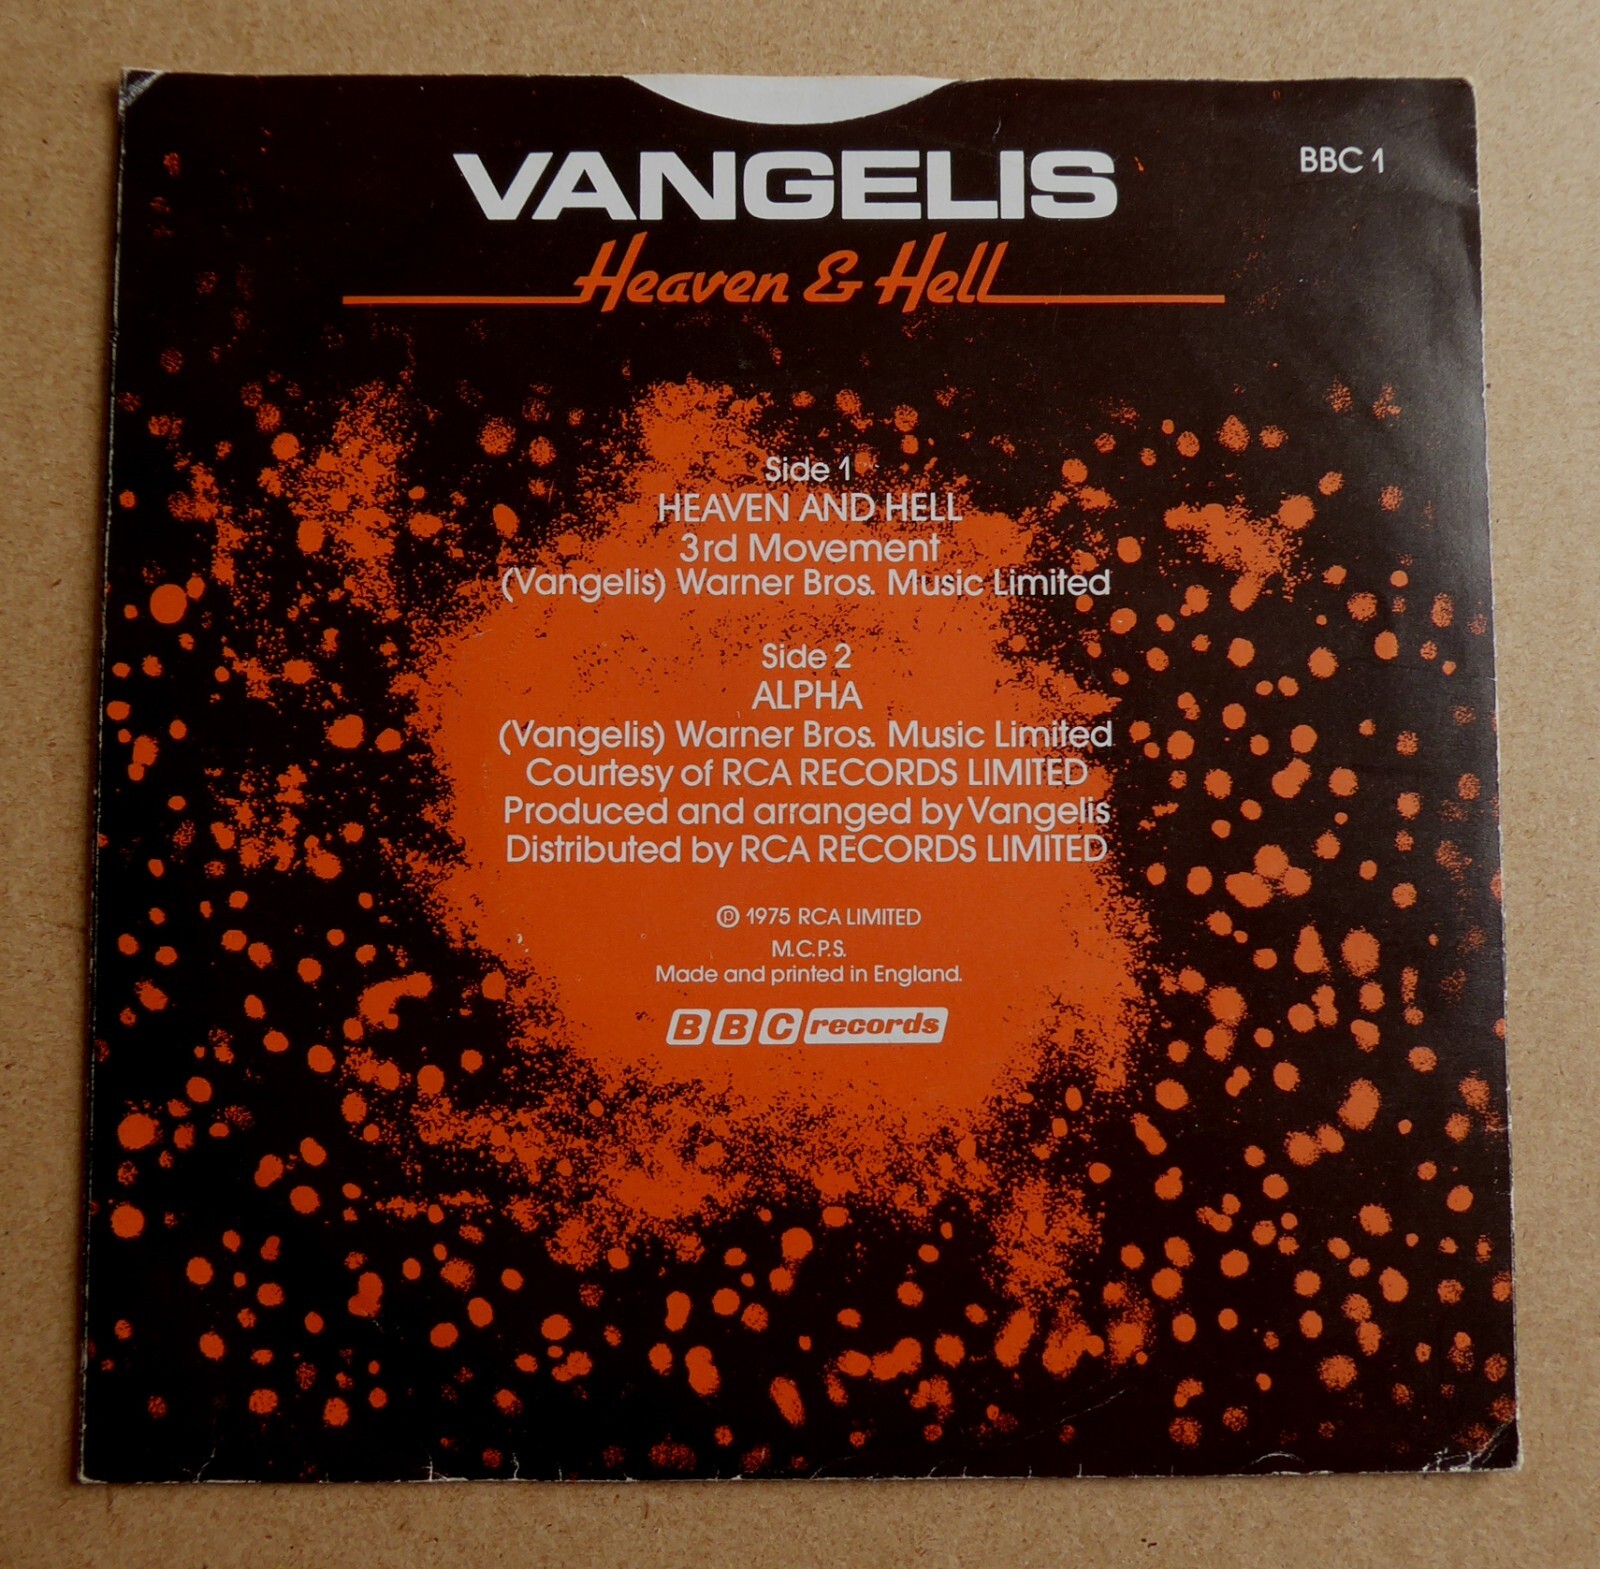 VANGELIS
BBC 1
Heaven & Hell
Side 1
HEAVEN AND HELL
3rd Movement
(Vangelis) Warner Bros. Music Limited
Side 2
ALPHA
(Vangelis) Warner Bros. Music Limited
Courtesy of RCA RECORDS LIMITED
Produced and arranged by Vangelis
Distributed by RCA RECORDS LIMITED
℗ 1975 RCA LIMITED
M.C.P.S.
Made and printed in England.
BBC records